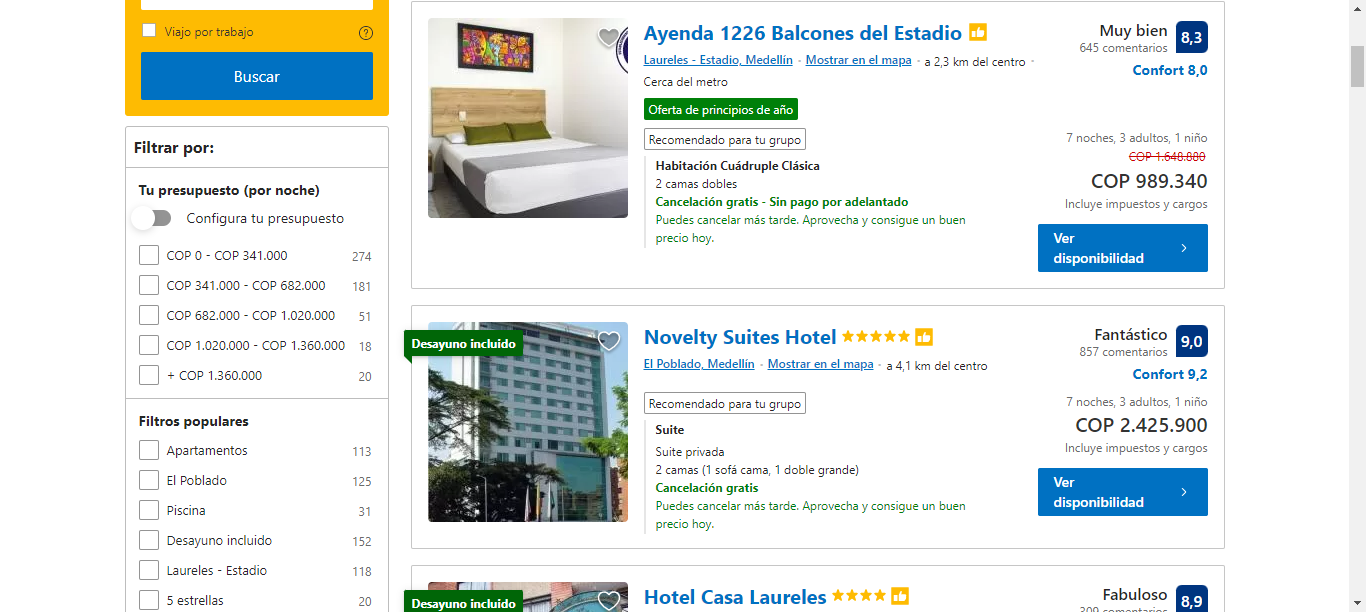 Viajo por trabajo
Buscar
Filtrar por:
Tu presupuesto (por noche)
Configura tu presupuesto
COP 0 - COP 341.000 274
COP 341.000 - COP 682.000 181
COP 682.000 - COP 1.020.000 51
COP 1.020.000 - COP 1.360.000 18
+ COP 1.360.000 20
Filtros populares
Apartamentos 113
El Poblado 125
Piscina 31
Desayuno incluido 152
Laureles - Estadio 118
5 estrellas 20
Ayenda 1226 Balcones del Estadio
Laureles - Estadio, Medellín · Mostrar en el mapa · a 2,3 km del centro ·
Cerca del metro
Oferta de principios de año
Recomendado para tu grupo
Habitación Cuádruple Clásica
2 camas dobles
Cancelación gratis - Sin pago por adelantado
Puedes cancelar más tarde. Aprovecha y consigue un buen
precio hoy.
Muy bien 8,3
645 comentarios
Confort 8,0
7 noches, 3 adultos, 1 niño
COP 1.648.880
COP 989.340
Incluye impuestos y cargos
Ver
disponibilidad
Desayuno incluido
Novelty Suites Hotel
El Poblado, Medellín · Mostrar en el mapa · a 4,1 km del centro
Recomendado para tu grupo
Suite
Suite privada
2 camas (1 sofá cama, 1 doble grande)
Cancelación gratis
Puedes cancelar más tarde. Aprovecha y consigue un buen
precio hoy.
Fantástico 9,0
857 comentarios
Confort 9,2
7 noches, 3 adultos, 1 niño
COP 2.425.900
Incluye impuestos y cargos
Ver
disponibilidad
Desayuno incluido
Hotel Casa Laureles
Fabuloso 8,9
309 comentarios